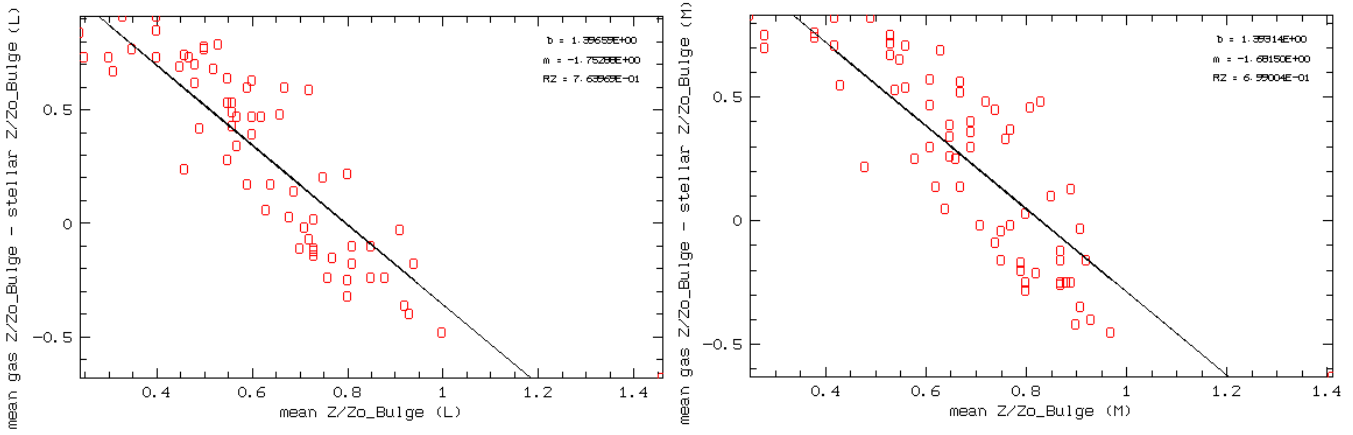 mean gas Z/Zo_Bulge - stellar Z/Zo_Bulge (L)
b = 1.39659E+00
m = -1.75288E+00
R2 = 7.63969E-01
0.5
0
-0.5
0.4
0.6
0.8
1
1.2
1.4
mean Z/Zo_Bulge (L)
mean gas Z/Zo_Bulge - stellar Z/Zo_Bulge (M)
b = 1.39314E+00
m = -1.68150E+00
R2 = 6.99004E-01
0.5
0
-0.5
0.4
0.6
0.8
1
1.2
1.4
mean Z/Zo_Bulge (M)